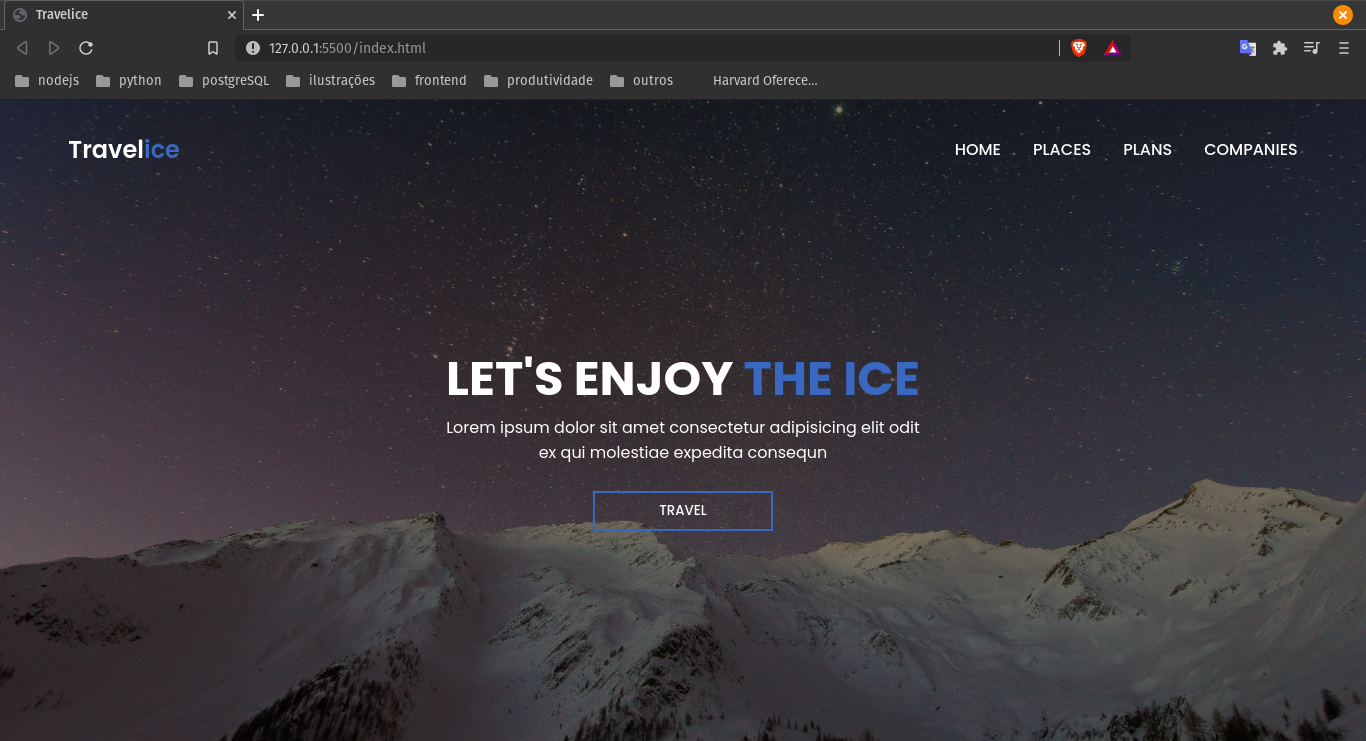 Travelice
127.0.0.1:5500/index.html
nodejs python postgreSQL ilustrações frontend produtividade outros Harvard Oferece...
Travelice HOME PLACES PLANS COMPANIES
LET'S ENJOY THE ICE
Lorem ipsum dolor sit amet consectetur adipisicing elit odit
ex qui molestiae expedita consequn
TRAVEL